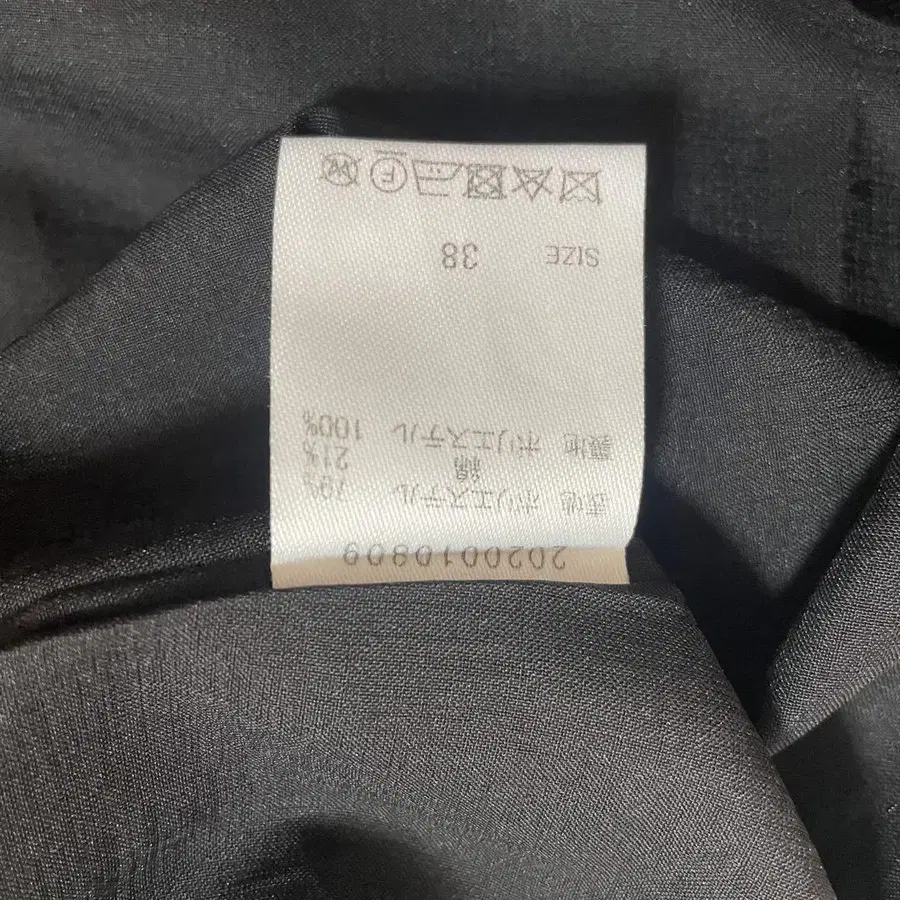 2020010809
表地 ポリエステル 79%
綿 21%
裏地 ポリエステル 100%
SIZE 38
F W